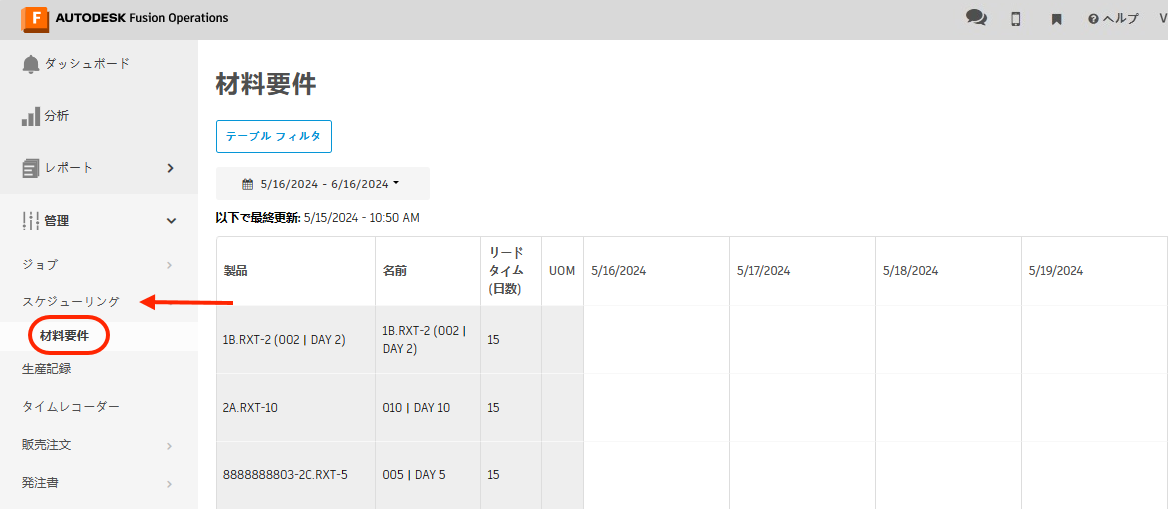 AUTODESK Fusion Operations
ヘルプ
ダッシュボード
分析
レポート
管理
ジョブ
スケジューリング
材料要件
生産記録
タイムレコーダー
販売注文
発注書
材料要件
テーブル フィルタ
5/16/2024 - 6/16/2024
以下で最終更新: 5/15/2024 - 10:50 AM
製品 名前 リード タイム (日数) UOM 5/16/2024 5/17/2024 5/18/2024 5/19/2024
1B.RXT-2 (002 | DAY 2) 1B.RXT-2 (002 | DAY 2) 15
2A.RXT-10 010 | DAY 10 15
8888888803-2C.RXT-5 005 | DAY 5 15